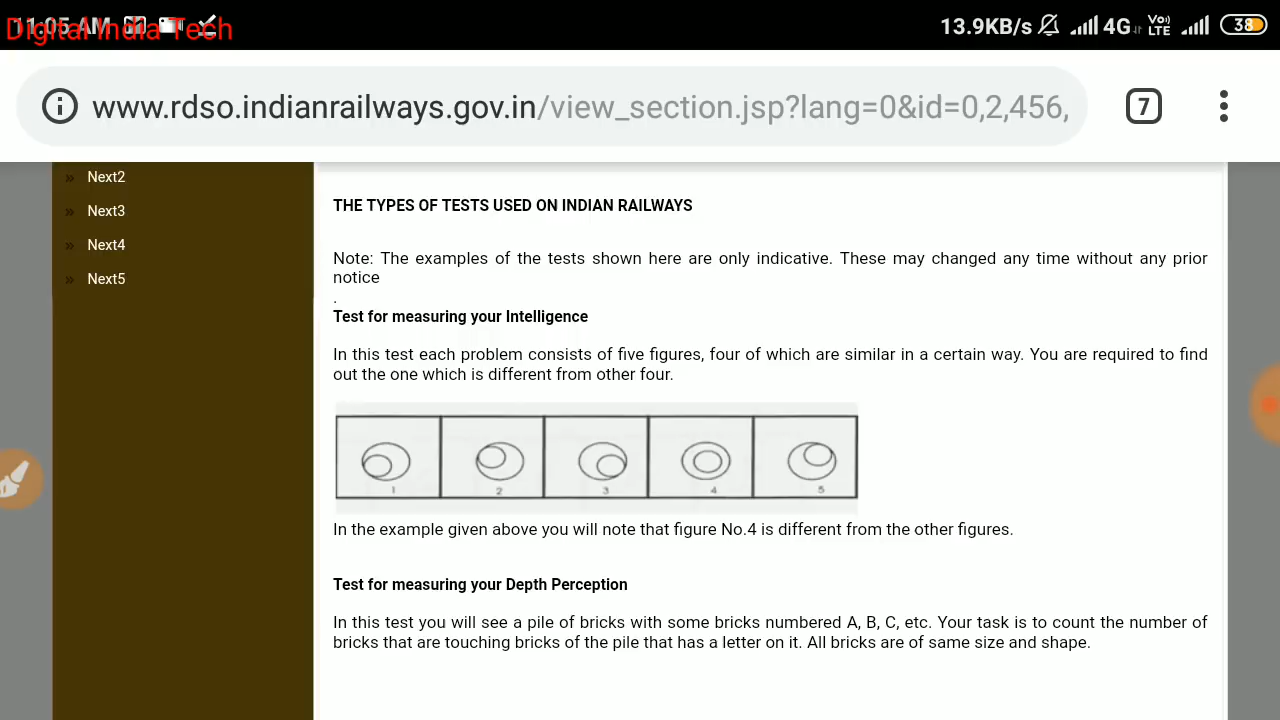 11:05 AM
Digital India Tech
13.9KB/s 4G Vo)) LTE 38
www.rdso.indianrailways.gov.in/view_section.jsp?lang=0&id=0,2,456,
7
» Next2
» Next3
» Next4
» Next5
THE TYPES OF TESTS USED ON INDIAN RAILWAYS
Note: The examples of the tests shown here are only indicative. These may changed any time without any prior
notice
.
Test for measuring your Intelligence
In this test each problem consists of five figures, four of which are similar in a certain way. You are required to find
out the one which is different from other four.
1 2 3 4 5
In the example given above you will note that figure No.4 is different from the other figures.
Test for measuring your Depth Perception
In this test you will see a pile of bricks with some bricks numbered A, B, C, etc. Your task is to count the number of
bricks that are touching bricks of the pile that has a letter on it. All bricks are of same size and shape.